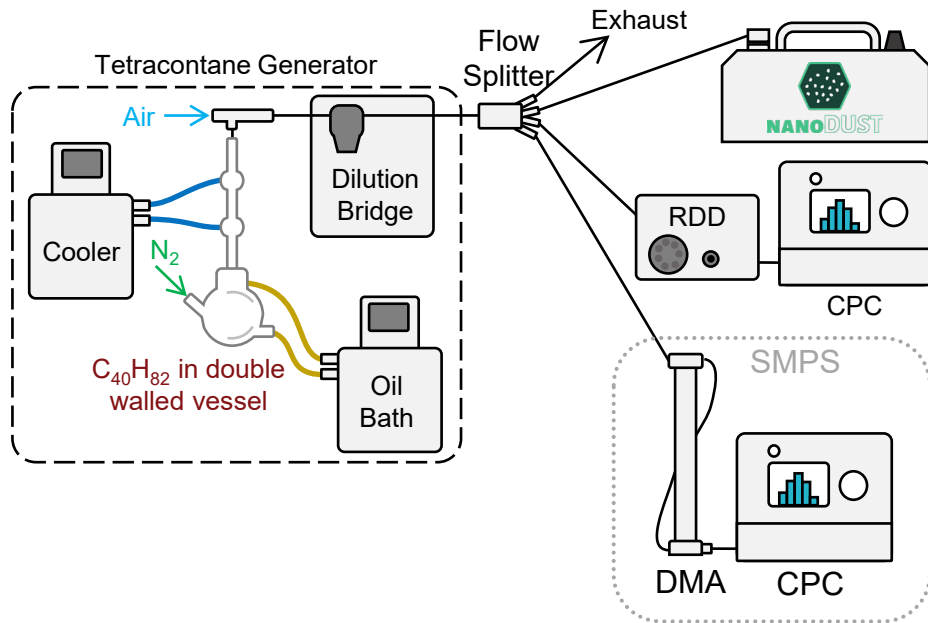 Exhaust
Flow
Splitter
Tetracontane Generator
Air
NANODUST
Dilution
Bridge
RDD
Cooler
N₂
CPC
SMPS
C₄₀H₈₂ in double
walled vessel
Oil
Bath
DMA
CPC